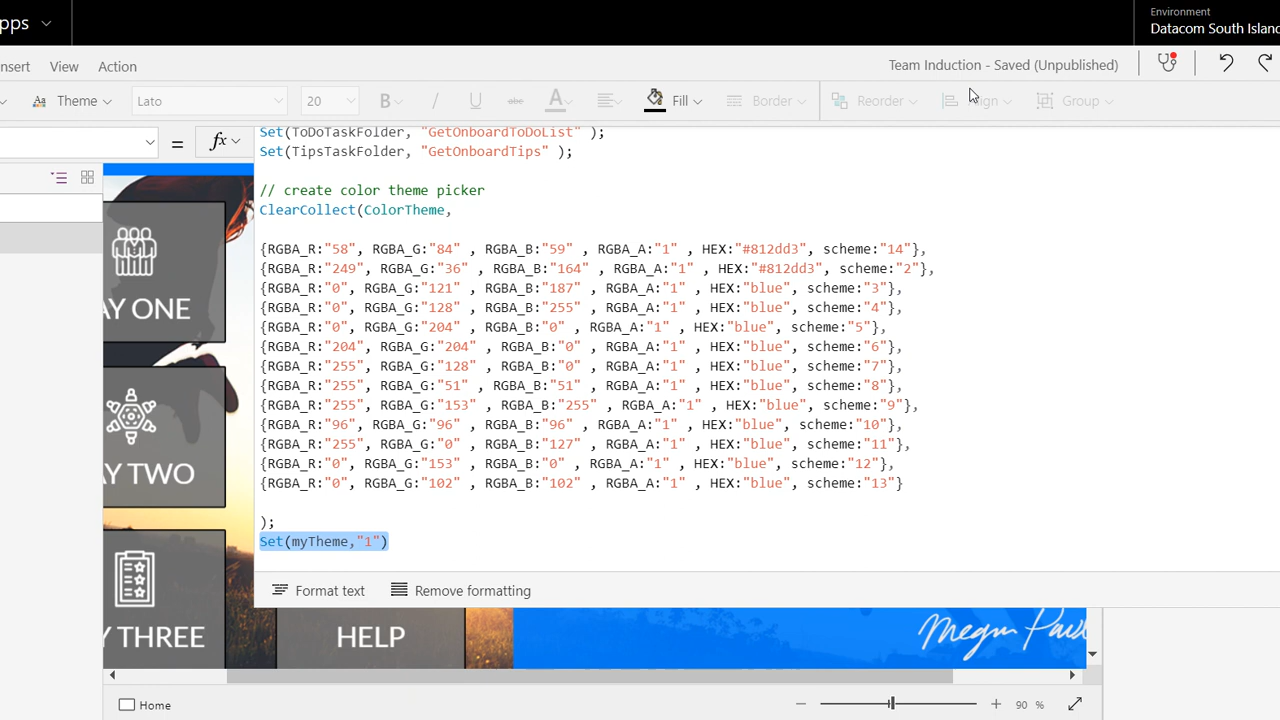 pps
Environment
Datacom South Island
nsert View Action
Team Induction - Saved (Unpublished)
Theme Lato 20 B / U abc A Fill Border Reorder Align Group
= fx
Set(ToDoTaskFolder, "GetOnboardToDoList" );
Set(TipsTaskFolder, "GetOnboardTips" );
// create color theme picker
ClearCollect(ColorTheme,
{RGBA_R:"58", RGBA_G:"84" , RGBA_B:"59" , RGBA_A:"1" , HEX:"#812dd3", scheme:"14"},
{RGBA_R:"249", RGBA_G:"36" , RGBA_B:"164" , RGBA_A:"1" , HEX:"#812dd3", scheme:"2"},
{RGBA_R:"0", RGBA_G:"121" , RGBA_B:"187" , RGBA_A:"1" , HEX:"blue", scheme:"3"},
{RGBA_R:"0", RGBA_G:"128" , RGBA_B:"255" , RGBA_A:"1" , HEX:"blue", scheme:"4"},
{RGBA_R:"0", RGBA_G:"204" , RGBA_B:"0" , RGBA_A:"1" , HEX:"blue", scheme:"5"},
{RGBA_R:"204", RGBA_G:"204" , RGBA_B:"0" , RGBA_A:"1" , HEX:"blue", scheme:"6"},
{RGBA_R:"255", RGBA_G:"128" , RGBA_B:"0" , RGBA_A:"1" , HEX:"blue", scheme:"7"},
{RGBA_R:"255", RGBA_G:"51" , RGBA_B:"51" , RGBA_A:"1" , HEX:"blue", scheme:"8"},
{RGBA_R:"255", RGBA_G:"153" , RGBA_B:"255" , RGBA_A:"1" , HEX:"blue", scheme:"9"},
{RGBA_R:"96", RGBA_G:"96" , RGBA_B:"96" , RGBA_A:"1" , HEX:"blue", scheme:"10"},
{RGBA_R:"255", RGBA_G:"0" , RGBA_B:"127" , RGBA_A:"1" , HEX:"blue", scheme:"11"},
{RGBA_R:"0", RGBA_G:"153" , RGBA_B:"0" , RGBA_A:"1" , HEX:"blue", scheme:"12"},
{RGBA_R:"0", RGBA_G:"102" , RGBA_B:"102" , RGBA_A:"1" , HEX:"blue", scheme:"13"}
);
Set(myTheme,"1")
Format text Remove formatting
AY ONE
AY TWO
Y THREE
HELP
Megan
Home
90 %